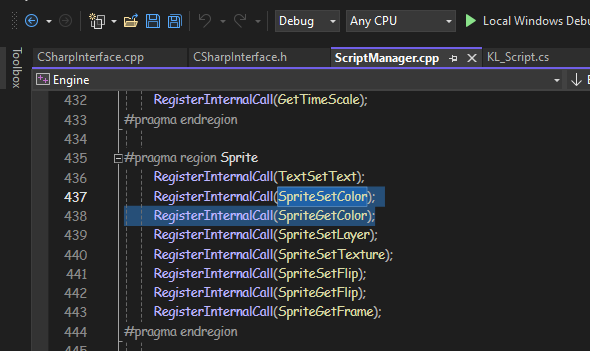 Debug Any CPU Local Windows Debu
Toolbox
CSharpInterface.cpp CSharpInterface.h ScriptManager.cpp KL_Script.cs
Engine
432 RegisterInternalCall(GetTimeScale);
433 #pragma endregion
434
435 #pragma region Sprite
436 RegisterInternalCall(TextSetText);
437 RegisterInternalCall(SpriteSetColor);
438 RegisterInternalCall(SpriteGetColor);
439 RegisterInternalCall(SpriteSetLayer);
440 RegisterInternalCall(SpriteSetTexture);
441 RegisterInternalCall(SpriteSetFlip);
442 RegisterInternalCall(SpriteGetFlip);
443 RegisterInternalCall(SpriteGetFrame);
444 #pragma endregion